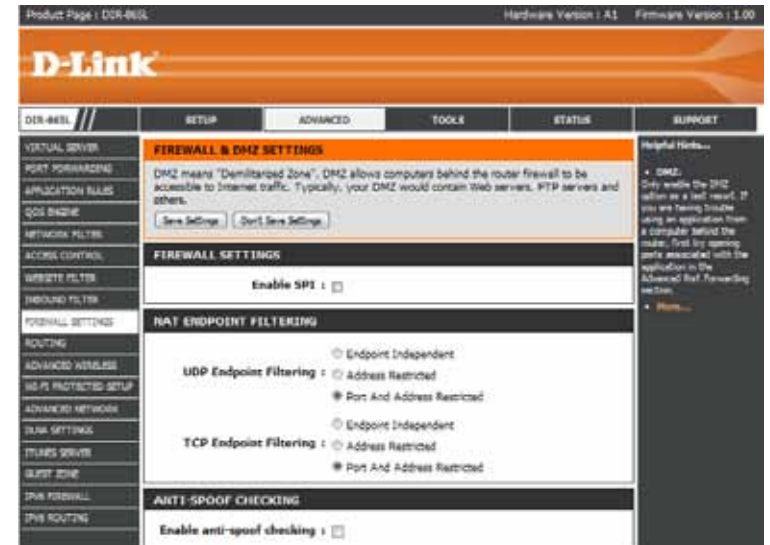 Product Page : DIR-865L
Hardware Version : A1
Firmware Version : 1.00
D-Link
DIR-865L
SETUP
ADVANCED
TOOLS
STATUS
SUPPORT
VIRTUAL SERVER
PORT FORWARDING
APPLICATION RULES
QOS ENGINE
NETWORK FILTER
ACCESS CONTROL
WEBSITE FILTER
INBOUND FILTER
FIREWALL SETTINGS
ROUTING
ADVANCED WIRELESS
WI-FI PROTECTED SETUP
ADVANCED NETWORK
DLNA SETTINGS
ITUNES SERVER
GUEST ZONE
IPV6 FIREWALL
IPV6 ROUTING
FIREWALL & DMZ SETTINGS
DMZ means "Demilitarized Zone". DMZ allows computers behind the router firewall to be
accessible to Internet traffic. Typically, your DMZ would contain Web servers, FTP servers and
others.
Save Settings
Don't Save Settings
FIREWALL SETTINGS
Enable SPI :
NAT ENDPOINT FILTERING
UDP Endpoint Filtering :
Endpoint Independent
Address Restricted
Port And Address Restricted
TCP Endpoint Filtering :
Endpoint Independent
Address Restricted
Port And Address Restricted
ANTI-SPOOF CHECKING
Enable anti-spoof checking :
Helpful Hints...
• DMZ:
Only enable the DMZ
option as a last resort. If
you are having trouble
using an application from
a computer behind the
router, first try opening
ports associated with the
application in the
Advanced Port Forwarding
section.
• More...